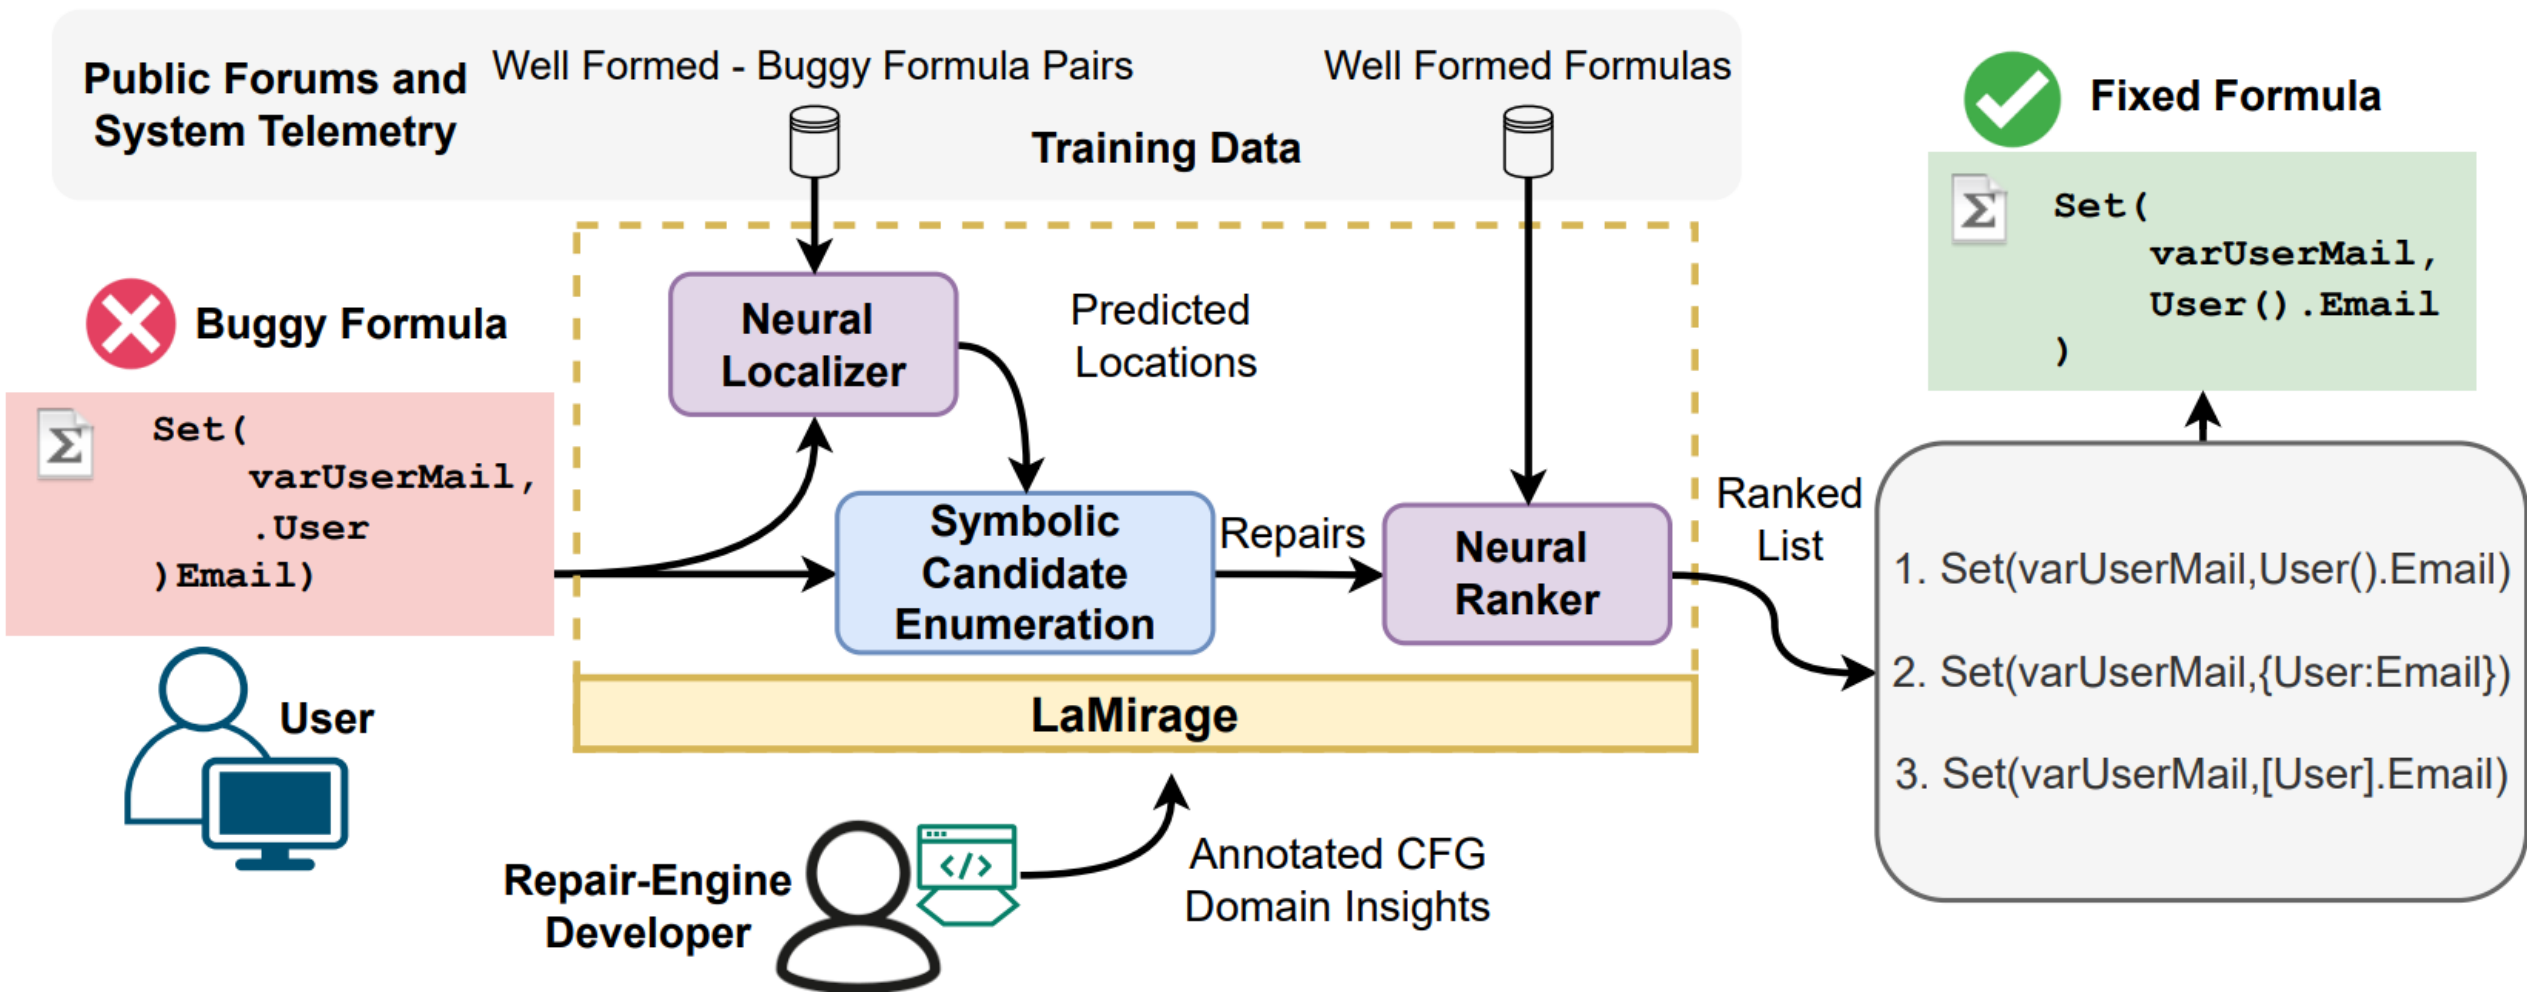 Public Forums and
System Telemetry
Well Formed - Buggy Formula Pairs
Well Formed Formulas
Training Data
Buggy Formula
Set(
varUserMail,
.User
)Email)
User
Neural
Localizer
Predicted
Locations
Symbolic
Candidate
Enumeration
Repairs
Neural
Ranker
LaMirage
Repair-Engine
Developer
</>
Annotated CFG
Domain Insights
Ranked
List
Fixed Formula
Σ
Set(
varUserMail,
User().Email
)
Σ
1. Set(varUserMail,User().Email)
2. Set(varUserMail,{User:Email})
3. Set(varUserMail,[User].Email)